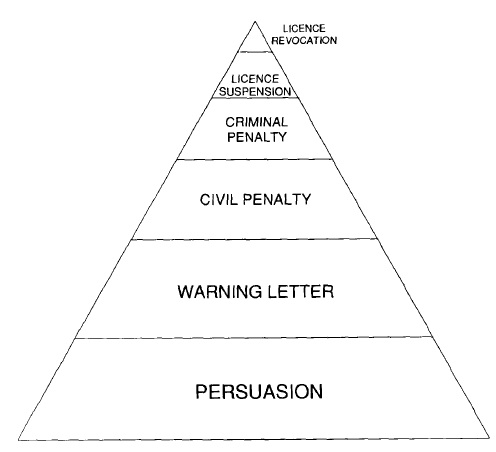 LICENCE
REVOCATION
LICENCE
SUSPENSION
CRIMINAL
PENALTY
CIVIL PENALTY
WARNING LETTER
PERSUASION